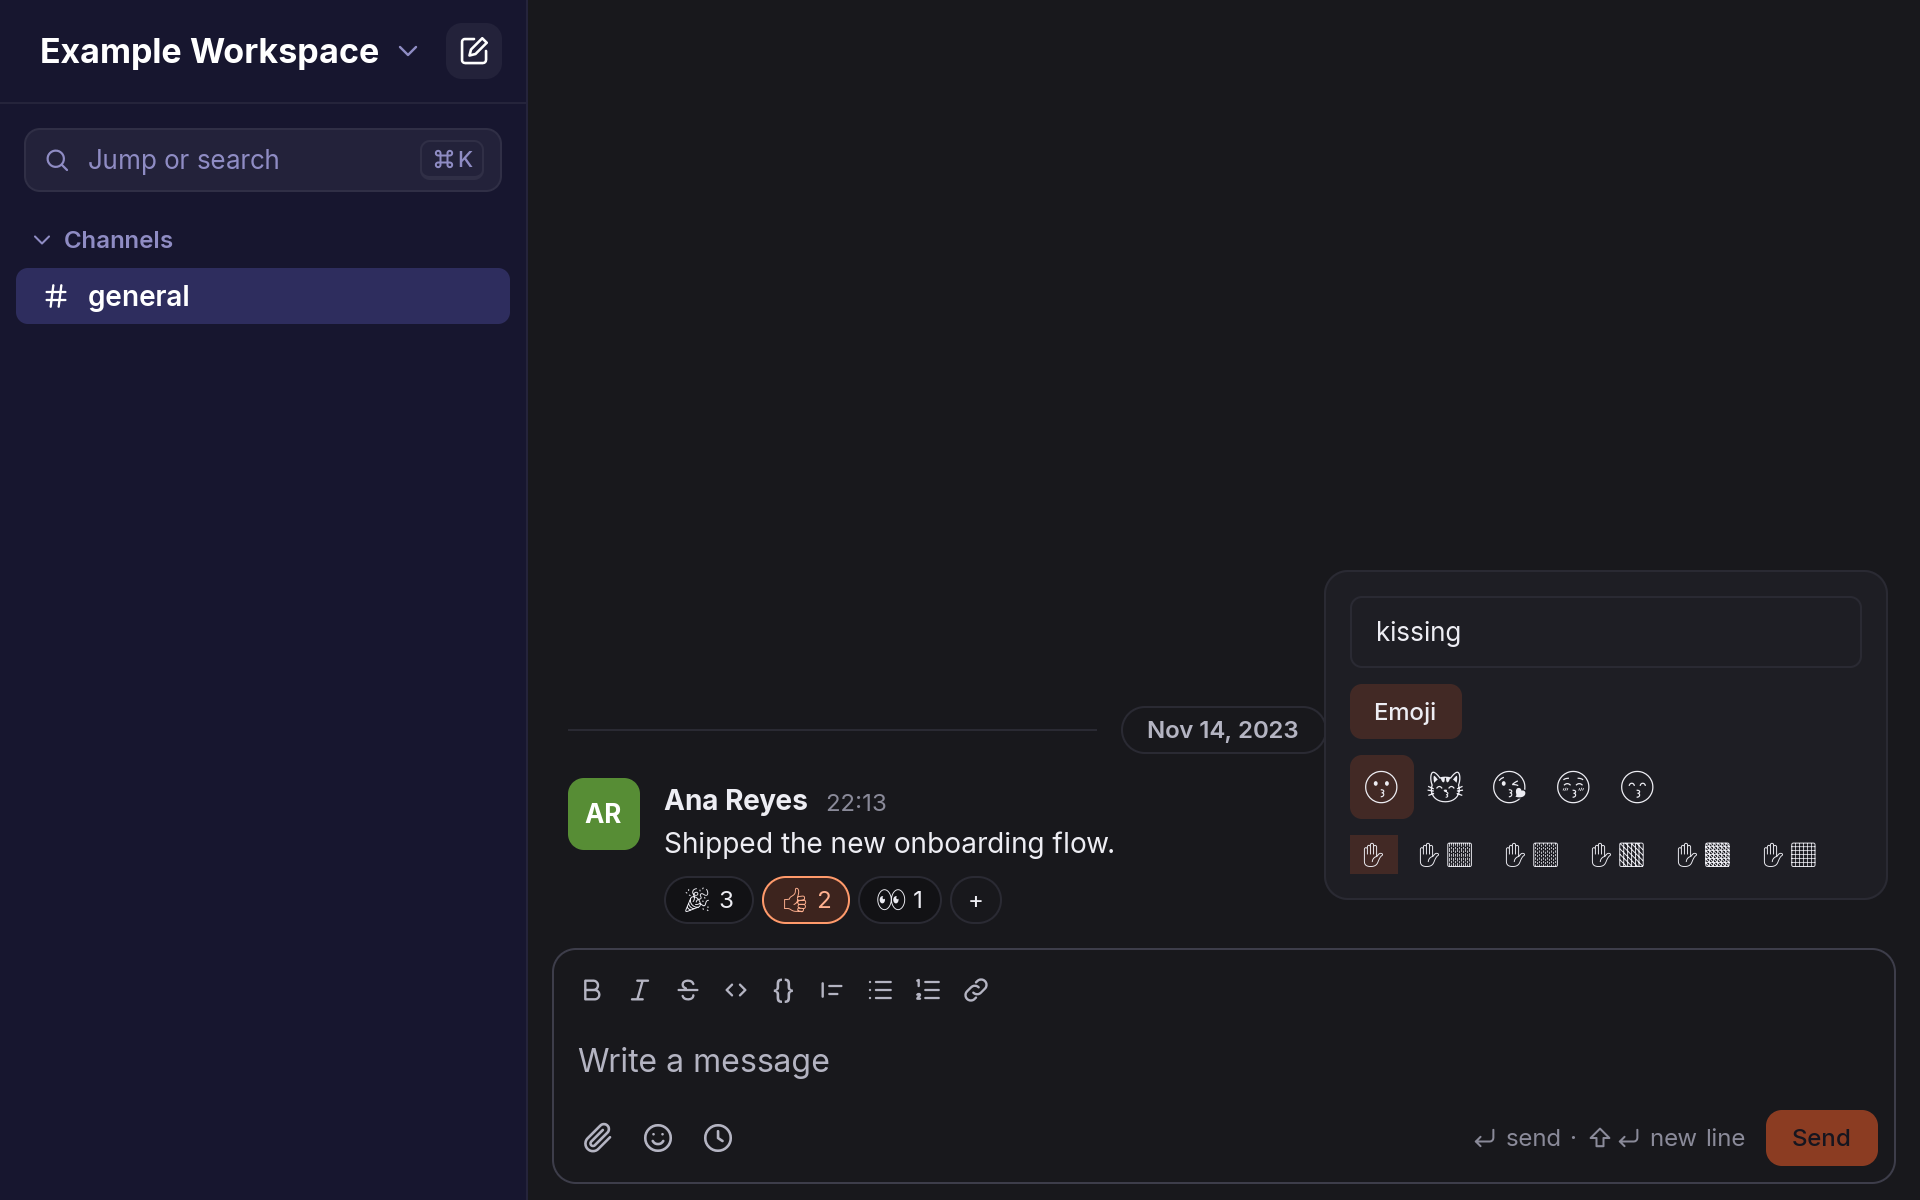 Example Workspace
Jump or search
⌘K
Channels
# general
kissing
Emoji
Nov 14, 2023
AR
Ana Reyes 22:13
Shipped the new onboarding flow.
🎉 3 👍 2 👀 1 +
Write a message
send · new line
Send